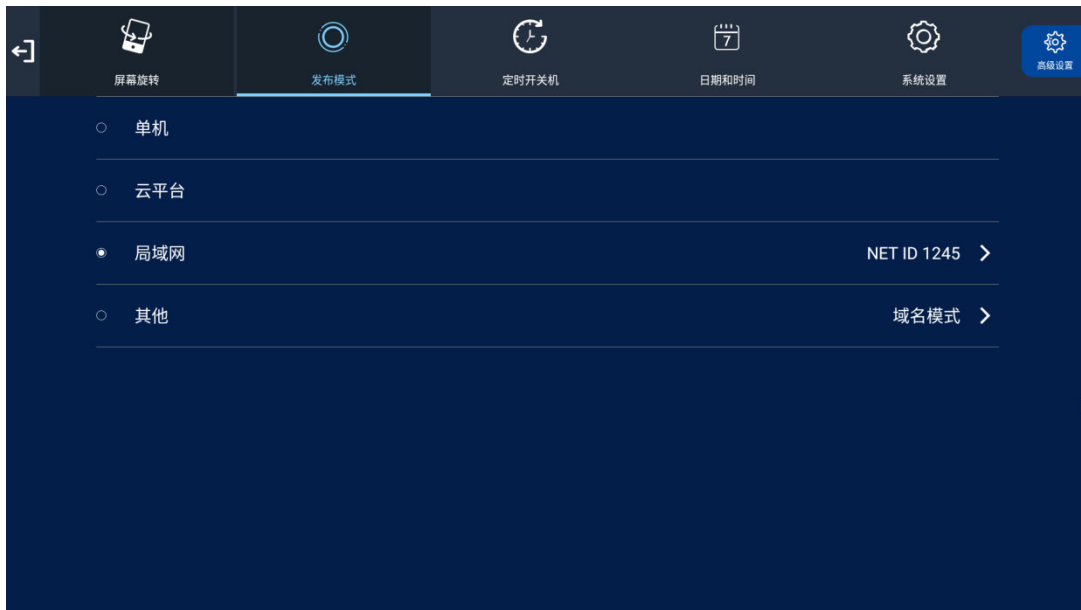 屏幕旋转
发布模式
定时开关机
7
日期和时间
系统设置
高级设置
单机
云平台
局域网 NET ID 1245
其他 域名模式